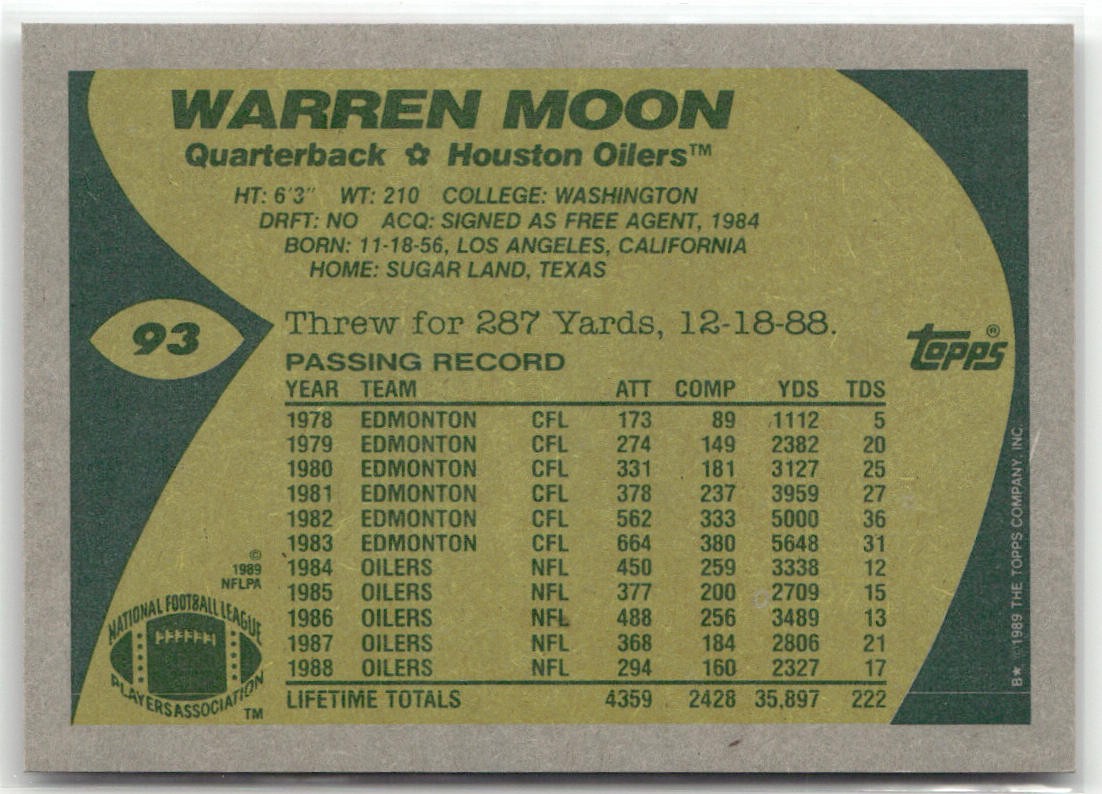 WARREN MOON
Quarterback ✿ Houston Oilers™
HT: 6'3" WT: 210 COLLEGE: WASHINGTON
DRFT: NO ACQ: SIGNED AS FREE AGENT, 1984
BORN: 11-18-56, LOS ANGELES, CALIFORNIA
HOME: SUGAR LAND, TEXAS
93
Threw for 287 Yards, 12-18-88.
topps®
PASSING RECORD
YEAR TEAM ATT COMP YDS TDS
1978 EDMONTON CFL 173 89 1112 5
1979 EDMONTON CFL 274 149 2382 20
1980 EDMONTON CFL 331 181 3127 25
1981 EDMONTON CFL 378 237 3959 27
1982 EDMONTON CFL 562 333 5000 36
1983 EDMONTON CFL 664 380 5648 31
1984 OILERS NFL 450 259 3338 12
1985 OILERS NFL 377 200 2709 15
1986 OILERS NFL 488 256 3489 13
1987 OILERS NFL 368 184 2806 21
1988 OILERS NFL 294 160 2327 17
LIFETIME TOTALS 4359 2428 35,897 222
©
1989
NFLPA
NATIONAL FOOTBALL LEAGUE
PLAYERS ASSOCIATION
TM
B* ©1989 THE TOPPS COMPANY, INC.